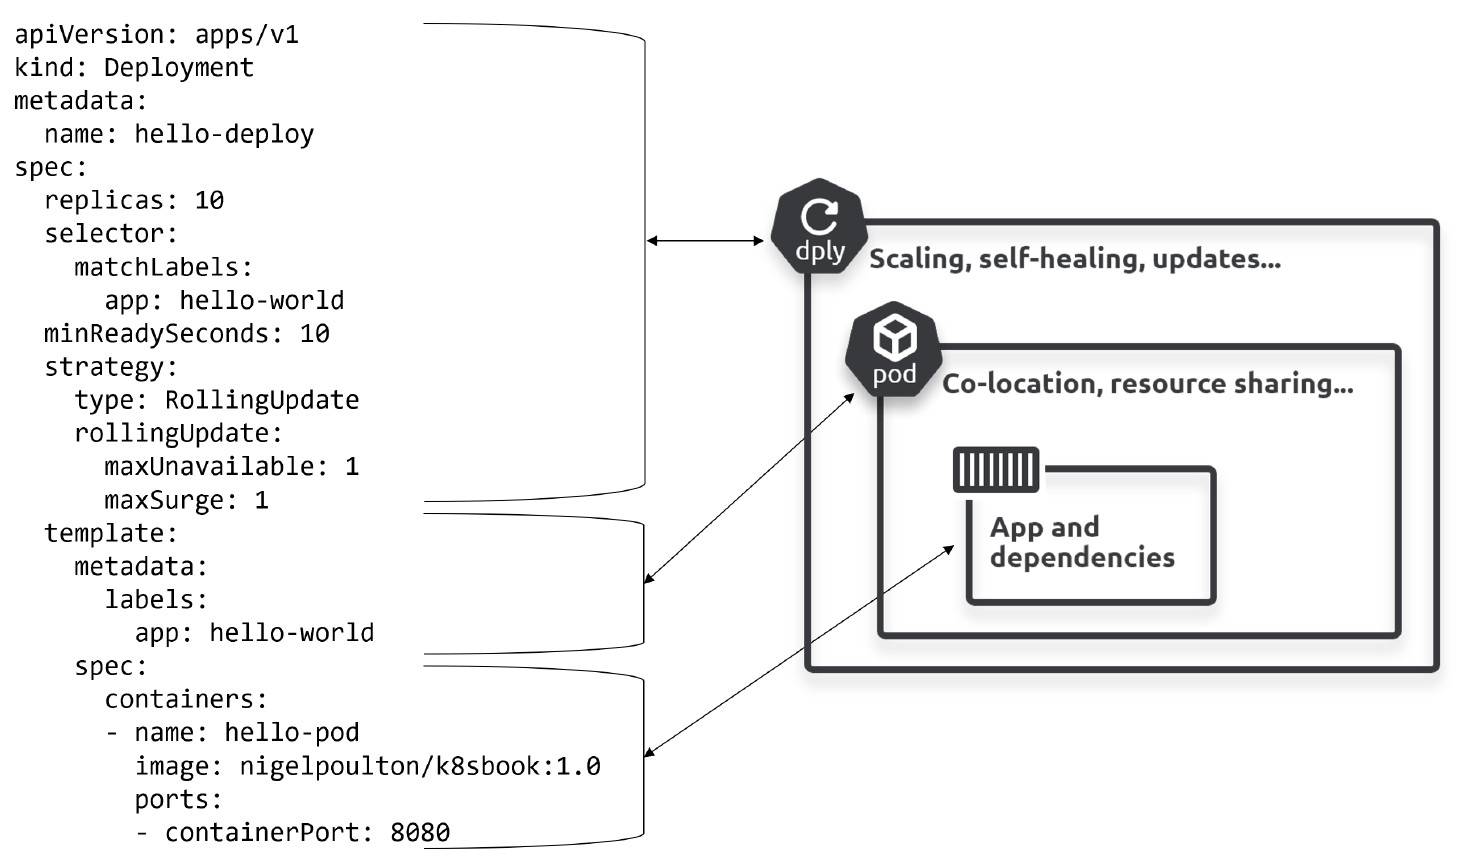 apiVersion: apps/v1
kind: Deployment
metadata:
  name: hello-deploy
spec:
  replicas: 10
  selector:
    matchLabels:
      app: hello-world
  minReadySeconds: 10
  strategy:
    type: RollingUpdate
    rollingUpdate:
      maxUnavailable: 1
      maxSurge: 1
  template:
    metadata:
      labels:
        app: hello-world
    spec:
      containers:
      - name: hello-pod
        image: nigelpoulton/k8sbook:1.0
        ports:
        - containerPort: 8080
dply
Scaling, self-healing, updates...
pod
Co-location, resource sharing...
App and
dependencies